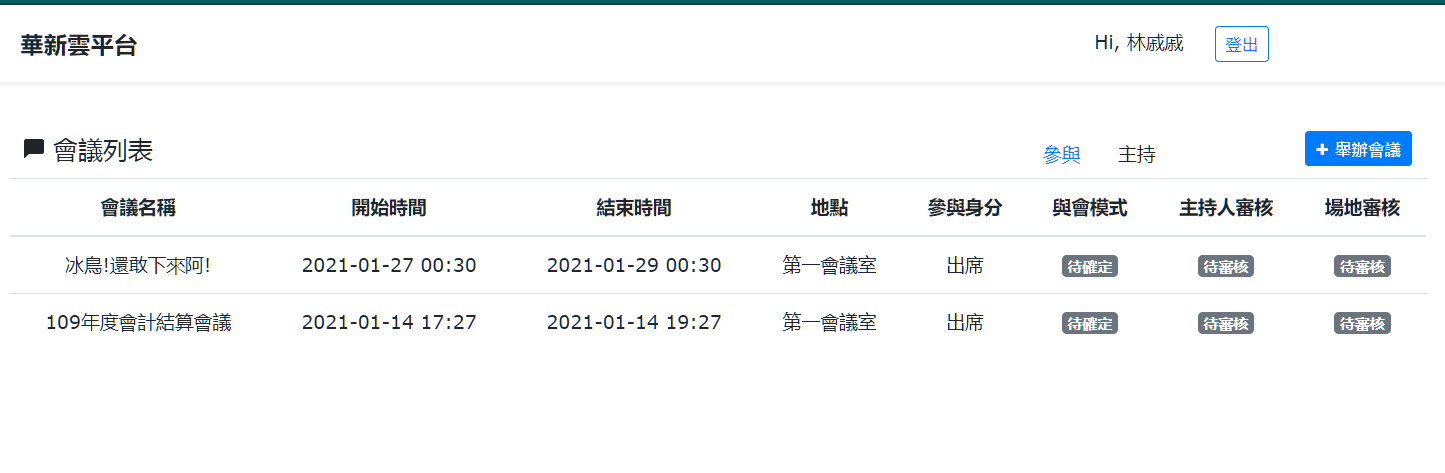 華新雲平台 Hi, 林戚戚 登出
會議列表 參與 主持 + 舉辦會議
會議名稱 開始時間 結束時間 地點 參與身分 與會模式 主持人審核 場地審核
冰鳥!還敢下來阿! 2021-01-27 00:30 2021-01-29 00:30 第一會議室 出席 待確定 待審核 待審核
109年度會計結算會議 2021-01-14 17:27 2021-01-14 19:27 第一會議室 出席 待確定 待審核 待審核